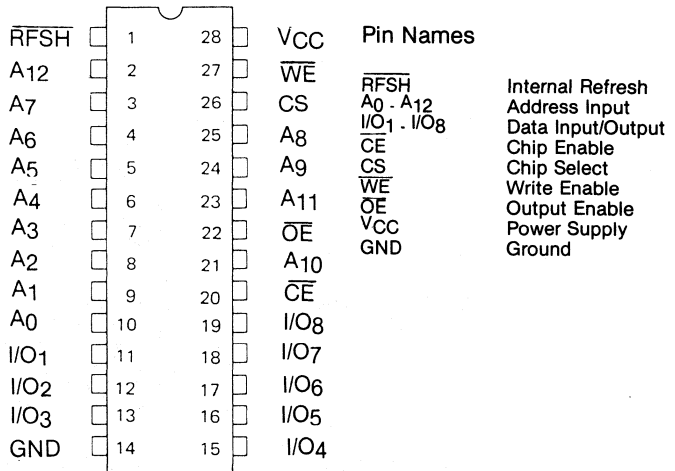 RFSH 1 28 VCC
A12 2 27 WE
A7 3 26 CS
A6 4 25 A8
A5 5 24 A9
A4 6 23 A11
A3 7 22 OE
A2 8 21 A10
A1 9 20 CE
A0 10 19 I/O8
I/O1 11 18 I/O7
I/O2 12 17 I/O6
I/O3 13 16 I/O5
GND 14 15 I/O4
Pin Names
RFSH Internal Refresh
A0 - A12 Address Input
I/O1 - I/O8 Data Input/Output
CE Chip Enable
CS Chip Select
WE Write Enable
OE Output Enable
VCC Power Supply
GND Ground